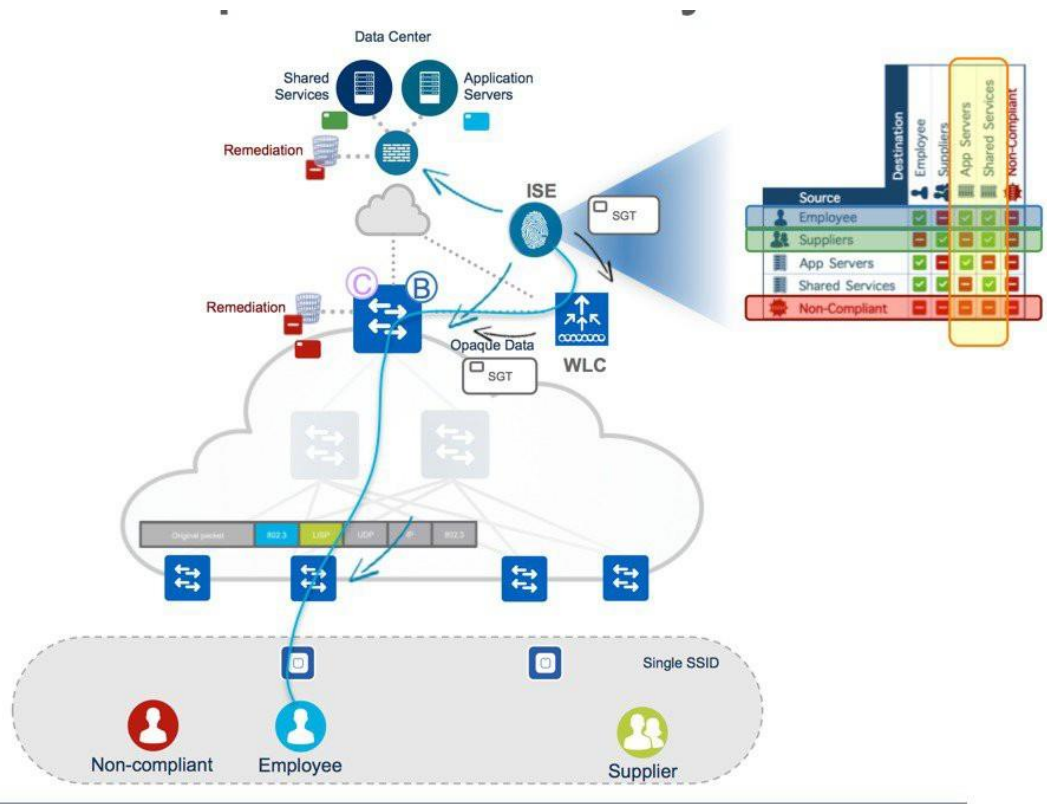 Data Center
Shared
Services
Application
Servers
Remediation
ISE
SGT
C
B
Remediation
Opaque Data
WLC
SGT
Original packet
802.3
LISP
UDP
IP
802.3
Single SSID
Non-compliant
Employee
Supplier
Destination
Employee
Suppliers
App Servers
Shared Services
Non-Compliant
Source
Employee
Suppliers
App Servers
Shared Services
Non-Compliant